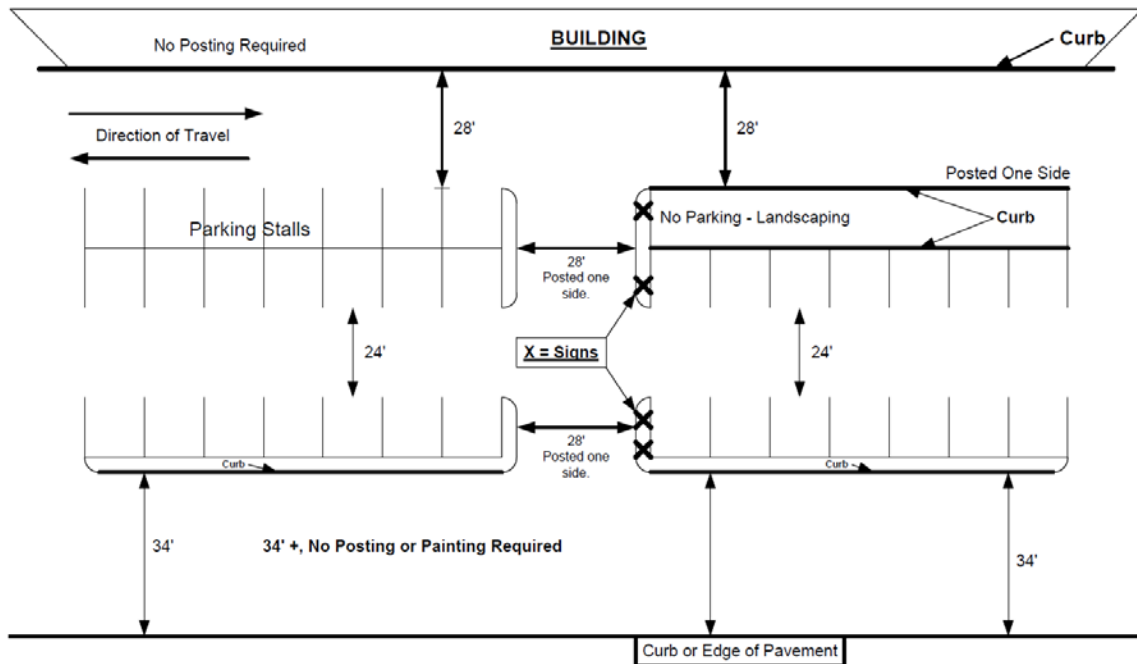 No Posting Required
BUILDING
Curb
28'
28'
Direction of Travel
Posted One Side
Parking Stalls
No Parking - Landscaping
Curb
28'
Posted one
side.
X = Signs
24'
24'
28'
Posted one
side.
Curb
Curb
34'
34' +, No Posting or Painting Required
34'
Curb or Edge of Pavement